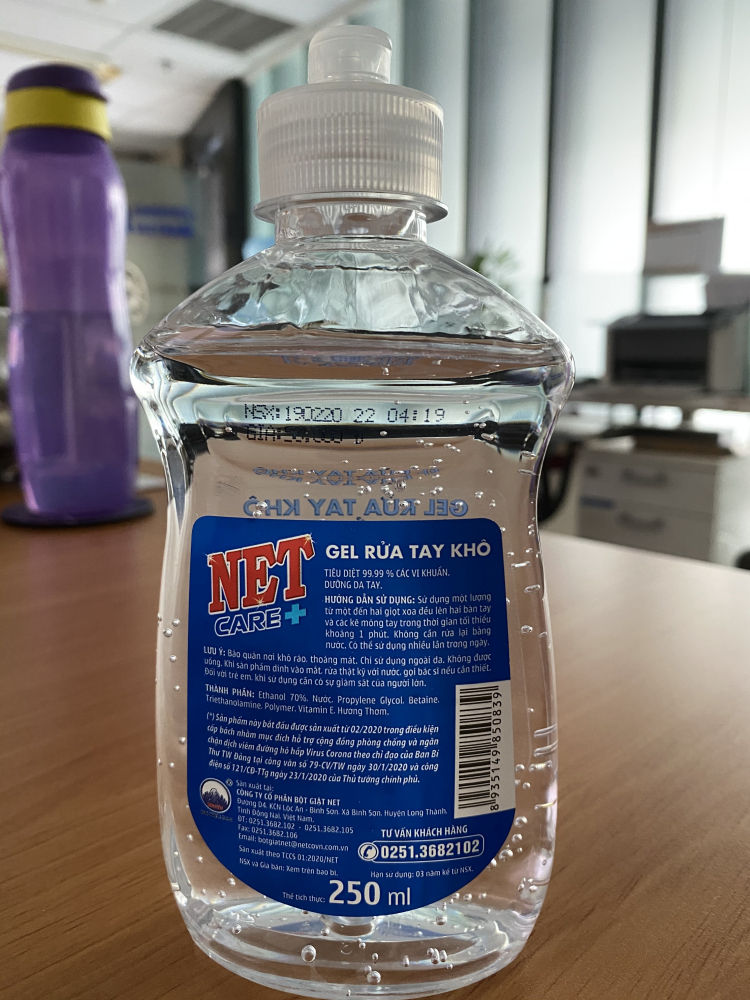 NSX:190220 22 04:19
GEL RỬA TAY KHÔ
NET
CARE+
GEL RỬA TAY KHÔ
TIÊU DIỆT 99.99 % CÁC VI KHUẨN.
DƯỠNG DA TAY.
HƯỚNG DẪN SỬ DỤNG: Sử dụng một lượng
từ một đến hai giọt xoa đều lên hai bàn tay
và các kẽ móng tay trong thời gian tối thiểu
khoảng 1 phút. Không cần rửa lại bằng
nước. Có thể sử dụng nhiều lần trong ngày.
LƯU Ý: Bảo quản nơi khô ráo, thoáng mát. Chỉ sử dụng ngoài da. Không được
uống. Khi sản phẩm dính vào mắt, rửa thật kỹ với nước, gọi bác sĩ nếu cần thiết.
Đối với trẻ em, khi sử dụng cần có sự giám sát của người lớn.
THÀNH PHẦN: Ethanol 70%, Nước, Propylene Glycol, Betaine,
Triethanolamine, Polymer, Vitamin E, Hương Thơm.
(*) Sản phẩm này bắt đầu được sản xuất từ 02/2020 trong điều kiện
cấp bách nhằm mục đích hỗ trợ cộng đồng phòng chống và ngăn
chặn dịch viêm đường hô hấp Virus Corona theo chỉ đạo của Ban Bí
Thư TW Đảng tại công văn số 79-CV/TW ngày 30/1/2020 và công
điện số 121/CĐ-TTg ngày 23/1/2020 của Thủ tướng chính phủ.
8 935149 850839
Sản xuất tại:
CÔNG TY CỔ PHẦN BỘT GIẶT NET
Đường D4, KCN Lộc An - Bình Sơn, Xã Bình Sơn, Huyện Long Thành,
Tỉnh Đồng Nai, Việt Nam.
ĐT: 0251.3682.102 - 0251.3682.105
Fax: 0251.3682.106
Email: botgiatnet@netcovn.com.vn
Sản xuất theo TCCS 01:2020/NET
NSX và Giá bán: Xem trên bao bì.
TƯ VẤN KHÁCH HÀNG
0251.3682102
Hạn sử dụng: 03 năm kể từ NSX.
Thể tích thực: 250 ml